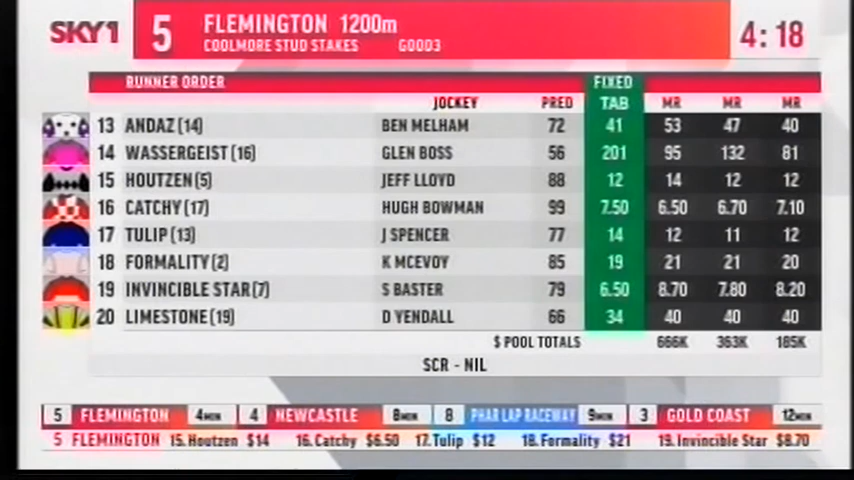 SKY1 5 FLEMINGTON 1200m 4:18
COOLMORE STUD STAKES GOOD3
RUNNER ORDER FIXED
JOCKEY PRED TAB MR MR MR
13 ANDAZ (14) BEN MELHAM 72 41 53 47 40
14 WASSERGEIST (16) GLEN BOSS 56 201 95 132 81
15 HOUTZEN (5) JEFF LLOYD 88 12 14 12 12
16 CATCHY (17) HUGH BOWMAN 99 7.50 6.50 6.70 7.10
17 TULIP (13) J SPENCER 77 14 12 11 12
18 FORMALITY (2) K MCEVOY 85 19 21 21 20
19 INVINCIBLE STAR (7) S BASTER 79 6.50 8.70 7.80 8.20
20 LIMESTONE (19) D YENDALL 66 34 40 40 40
$ POOL TOTALS 666K 363K 185K
SCR - NIL
5 FLEMINGTON 4MIN 4 NEWCASTLE 8MIN 8 PHAR LAP RACEWAY 9MIN 3 GOLD COAST 12MIN
5 FLEMINGTON 15.Houtzen $14 16.Catchy $6.50 17.Tulip $12 18.Formality $21 19.Invincible Star $8.70